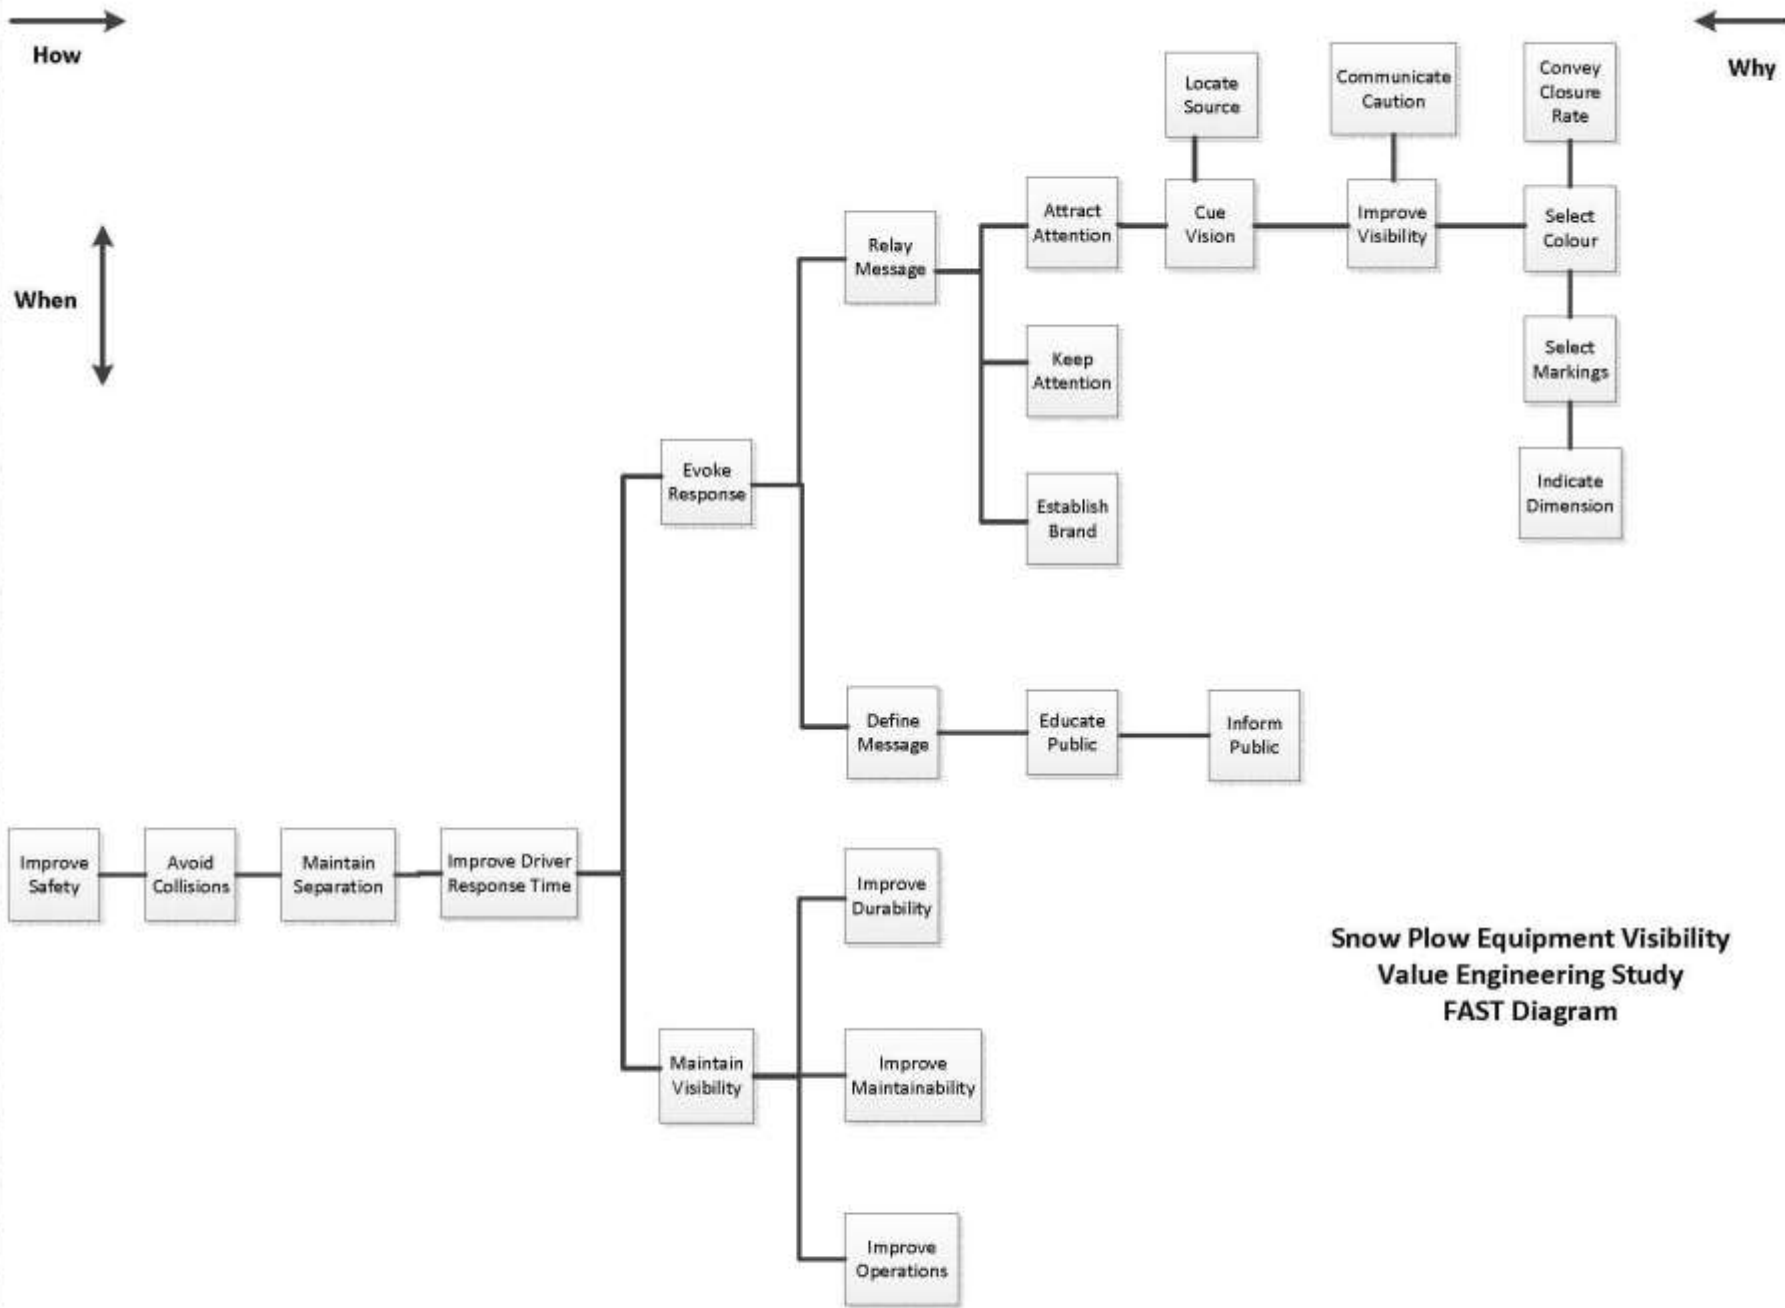 How
Why
When
Locate
Source
Communicate
Caution
Convey
Closure
Rate
Attract
Attention
Cue
Vision
Improve
Visibility
Select
Colour
Relay
Message
Keep
Attention
Select
Markings
Evoke
Response
Establish
Brand
Indicate
Dimension
Define
Message
Educate
Public
Inform
Public
Improve
Safety
Avoid
Collisions
Maintain
Separation
Improve Driver
Response Time
Improve
Durability
Snow Plow Equipment Visibility
Value Engineering Study
FAST Diagram
Maintain
Visibility
Improve
Maintainability
Improve
Operations